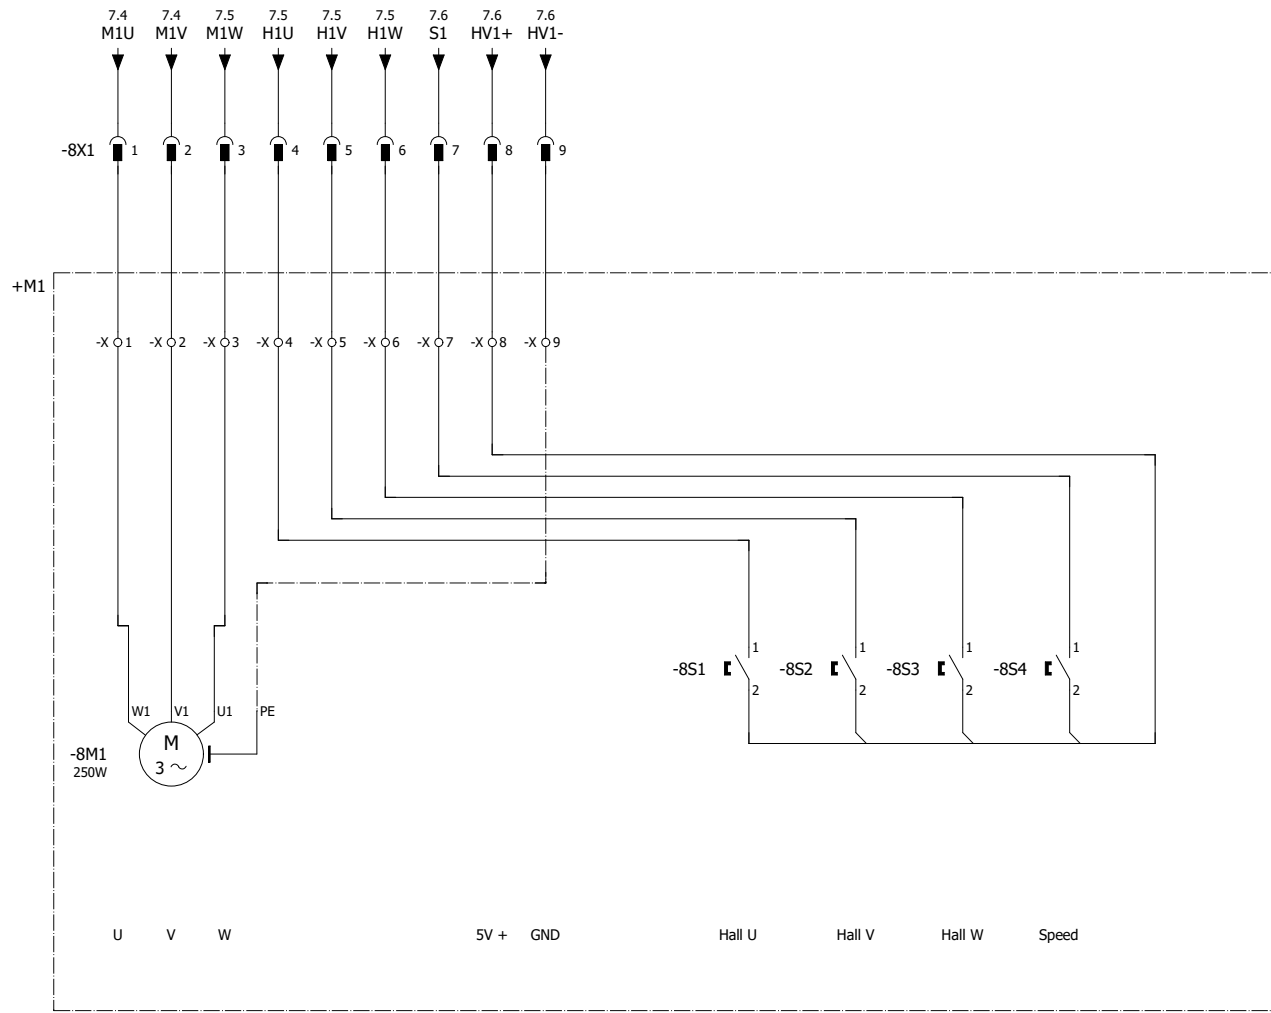 7.4 7.4 7.5 7.5 7.5 7.5 7.6 7.6 7.6
M1U M1V M1W H1U H1V H1W S1 HV1+ HV1-
-8X1 1 2 3 4 5 6 7 8 9
+M1
-X 1 -X 2 -X 3 -X 4 -X 5 -X 6 -X 7 -X 8 -X 9
1 1 1 1
-8S1 -8S2 -8S3 -8S4
2 2 2 2
W1 V1 U1 PE
M
-8M1
3 ~
250W
U V W 5V + GND Hall U Hall V Hall W Speed